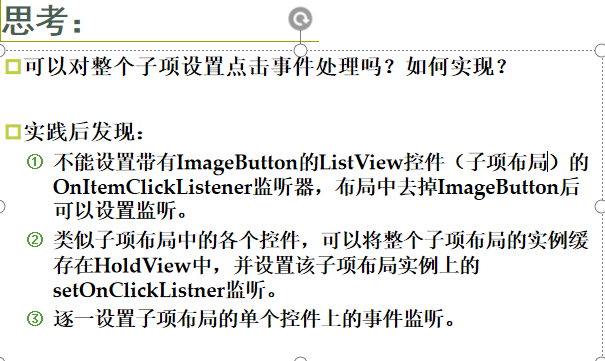 思考：
可以对整个子项设置点击事件处理吗？如何实现？
实践后发现：
① 不能设置带有ImageButton的ListView控件（子项布局）的
OnItemClickListener监听器，布局中去掉ImageButton后
可以设置监听。
② 类似子项布局中的各个控件，可以将整个子项布局的实例缓
存在HoldView中，并设置该子项布局实例上的
setOnClickListner监听。
③ 逐一设置子项布局的单个控件上的事件监听。